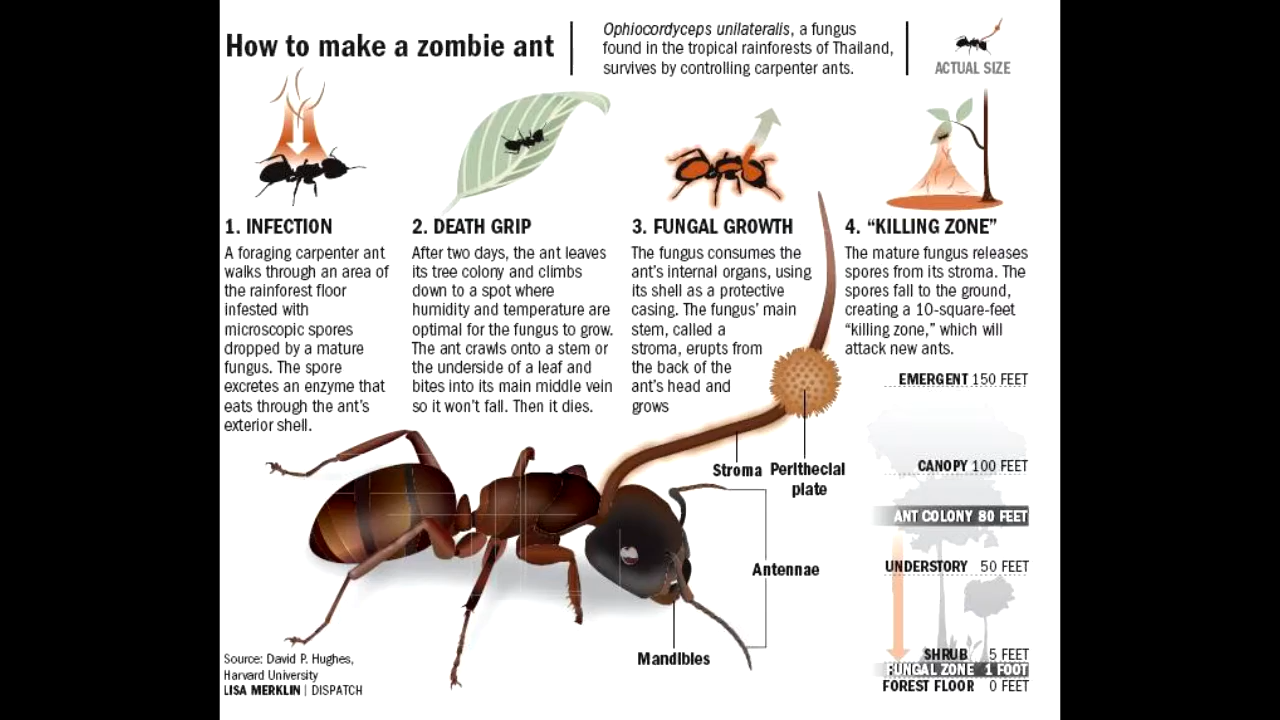 How to make a zombie ant
Ophiocordyceps unilateralis, a fungus
found in the tropical rainforests of Thailand,
survives by controlling carpenter ants.
ACTUAL SIZE
1. INFECTION
A foraging carpenter ant
walks through an area of
the rainforest floor
infested with
microscopic spores
dropped by a mature
fungus. The spore
excretes an enzyme that
eats through the ant's
exterior shell.
2. DEATH GRIP
After two days, the ant leaves
its tree colony and climbs
down to a spot where
humidity and temperature are
optimal for the fungus to grow.
The ant crawls onto a stem or
the underside of a leaf and
bites into its main middle vein
so it won't fall. Then it dies.
3. FUNGAL GROWTH
The fungus consumes the
ant's internal organs, using
its shell as a protective
casing. The fungus' main
stem, called a
stroma, erupts from
the back of the
ant's head and
grows
4. “KILLING ZONE”
The mature fungus releases
spores from its stroma. The
spores fall to the ground,
creating a 10-square-feet
“killing zone,” which will
attack new ants.
Stroma
Perithecial
plate
Antennae
Mandibles
EMERGENT 150 FEET
CANOPY 100 FEET
ANT COLONY 80 FEET
UNDERSTORY 50 FEET
SHRUB 5 FEET
FUNGAL ZONE 1 FOOT
FOREST FLOOR 0 FEET
Source: David P. Hughes,
Harvard University
LISA MERKLIN | DISPATCH